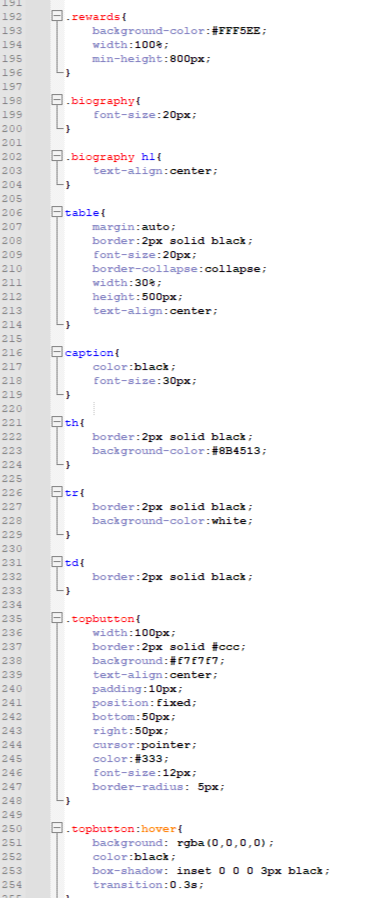 191
192 .rewards{
193 background-color:#FFF5EE;
194 width:100%;
195 min-height:800px;
196 }
197
198 .biography{
199 font-size:20px;
200 }
201
202 .biography h1{
203 text-align:center;
204 }
205
206 table{
207 margin:auto;
208 border:2px solid black;
209 font-size:20px;
210 border-collapse:collapse;
211 width:30%;
212 height:500px;
213 text-align:center;
214 }
215
216 caption{
217 color:black;
218 font-size:30px;
219 }
220
221 th{
222 border:2px solid black;
223 background-color:#8B4513;
224 }
225
226 tr{
227 border:2px solid black;
228 background-color:white;
229 }
230
231 td{
232 border:2px solid black;
233 }
234
235 .topbutton{
236 width:100px;
237 border:2px solid #ccc;
238 background:#f7f7f7;
239 text-align:center;
240 padding:10px;
241 position:fixed;
242 bottom:50px;
243 right:50px;
244 cursor:pointer;
245 color:#333;
246 font-size:12px;
247 border-radius: 5px;
248 }
249
250 .topbutton:hover{
251 background: rgba(0,0,0,0);
252 color:black;
253 box-shadow: inset 0 0 0 3px black;
254 transition:0.3s;
255 }